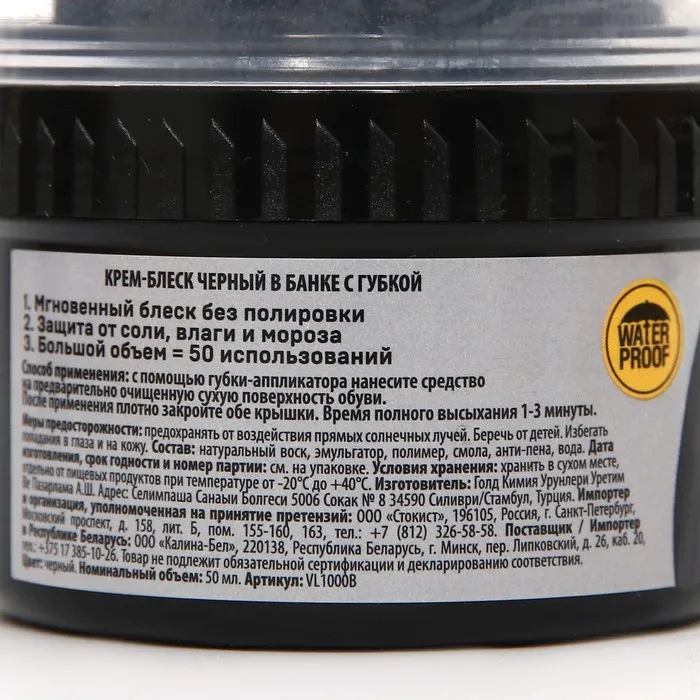 КРЕМ-БЛЕСК ЧЕРНЫЙ В БАНКЕ С ГУБКОЙ
1. Мгновенный блеск без полировки
2. Защита от соли, влаги и мороза
3. Большой объем = 50 использований
WATER
PROOF
Способ применения: с помощью губки-аппликатора нанесите средство
на предварительно очищенную сухую поверхность обуви.
После применения плотно закройте обе крышки. Время полного высыхания 1-3 минуты.
Меры предосторожности: предохранять от воздействия прямых солнечных лучей. Беречь от детей. Избегать
попадания в глаза и на кожу. Состав: натуральный воск, эмульгатор, полимер, смола, анти-пена, вода. Дата
изготовления, срок годности и номер партии: см. на упаковке. Условия хранения: хранить в сухом месте,
отдельно от пищевых продуктов при температуре от -20°C до +40°C. Изготовитель: Голд Кимия Урунлери Уретим
Ве Пазарлама А.Ш. Адрес Селимпаша Санаыи Болгеси 5006 Сокак № 8 34590 Силиври/Стамбул, Турция. Импортер
и организация, уполномоченная на принятие претензий: ООО «Стокист», 196105, Россия, г. Санкт-Петербург,
Московский проспект, д. 158, лит. Б, пом. 155-160, 163, тел.: +7 (812) 326-58-58. Поставщик / Импортер
в Республике Беларусь: ООО «Калина-Бел», 220138, Республика Беларусь, г. Минск, пер. Липковский, д. 26, каб. 20,
тел.: +375 17 385-10-26. Товар не подлежит обязательной сертификации и декларированию соответствия.
Цвет: черный. Номинальный объем: 50 мл. Артикул: VL1000B